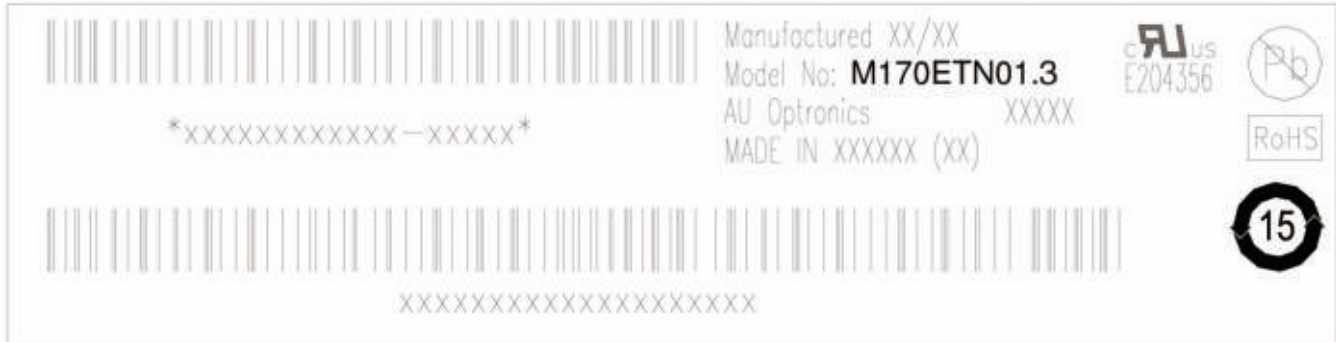 Manufactured XX/XX
Model No: M170ETN01.3
AU Optronics XXXXX
MADE IN XXXXXX (XX)
c RU US
E204356
Pb
RoHS
15
*XXXXXXXXXXXX-XXXXX*
XXXXXXXXXXXXXXXXXXXX